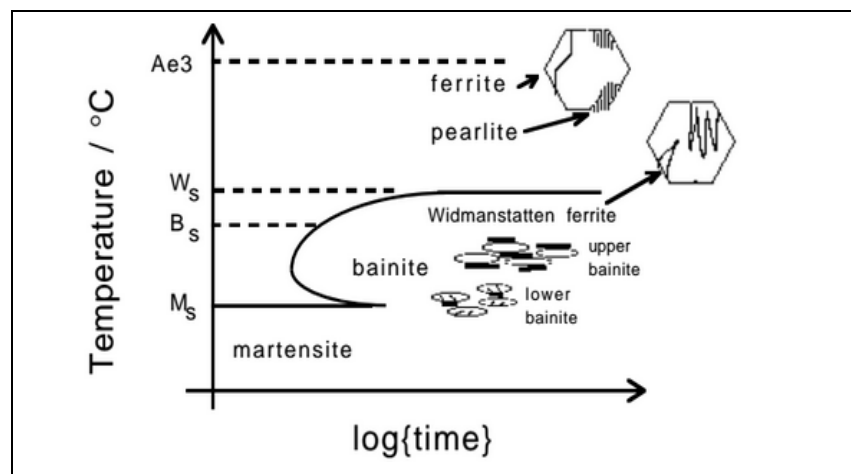 Ae3
ferrite
pearlite
Ws
Widmanstatten ferrite
Bs
upper
bainite
bainite
lower
bainite
Ms
martensite
Temperature / °C
log{time}